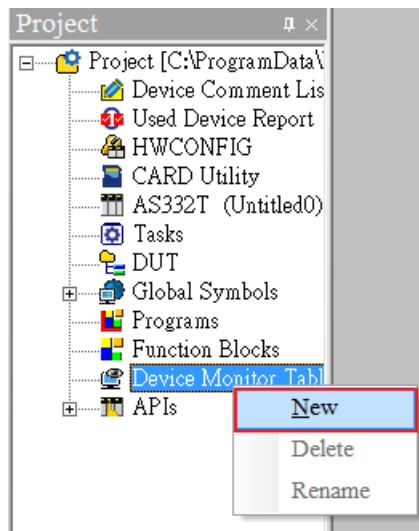 Project
Project [C:\ProgramData\
Device Comment Lis
Used Device Report
HWCONFIG
CARD Utility
AS332T (Untitled0)
Tasks
DUT
Global Symbols
Programs
Function Blocks
Device Monitor Tabl
APIs
New
Delete
Rename